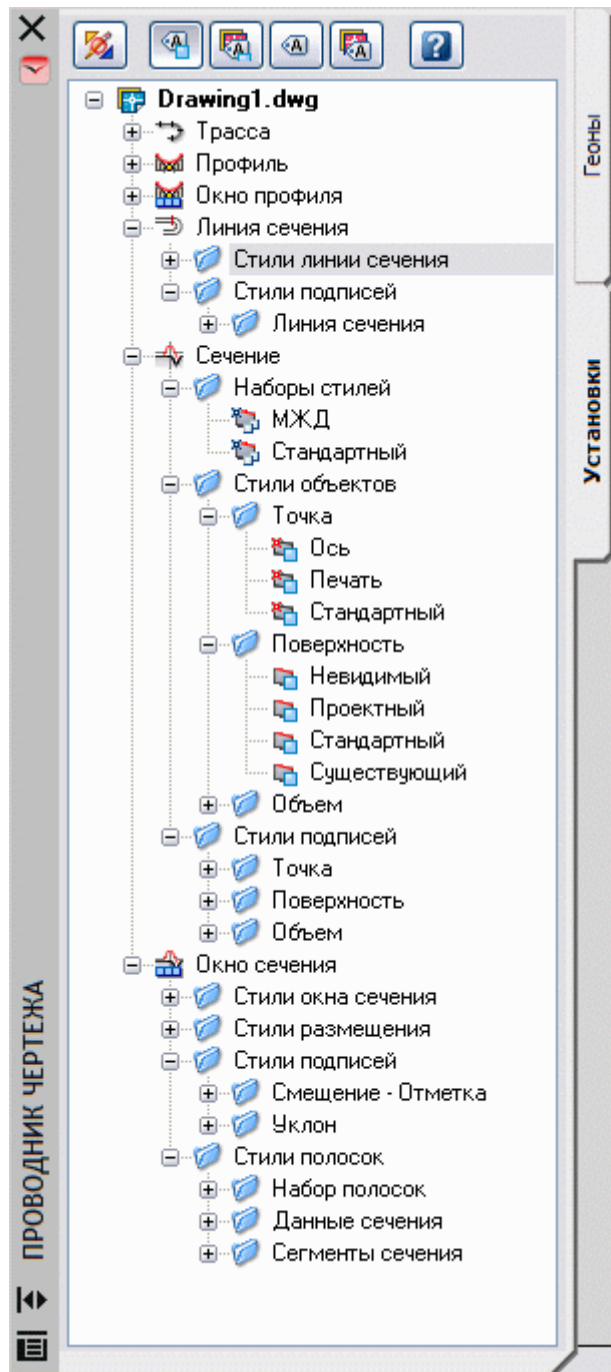 Drawing1.dwg
Трасса
Профиль
Окно профиля
Линия сечения
Стили линии сечения
Стили подписей
Линия сечения
Сечение
Наборы стилей
МЖД
Стандартный
Стили объектов
Точка
Ось
Печать
Стандартный
Поверхность
Невидимый
Проектный
Стандартный
Существующий
Объем
Стили подписей
Точка
Поверхность
Объем
Окно сечения
Стили окна сечения
Стили размещения
Стили подписей
Смещение - Отметка
Уклон
Стили полосок
Набор полосок
Данные сечения
Сегменты сечения
Геоны
Установки
ПРОВОДНИК ЧЕРТЕЖА